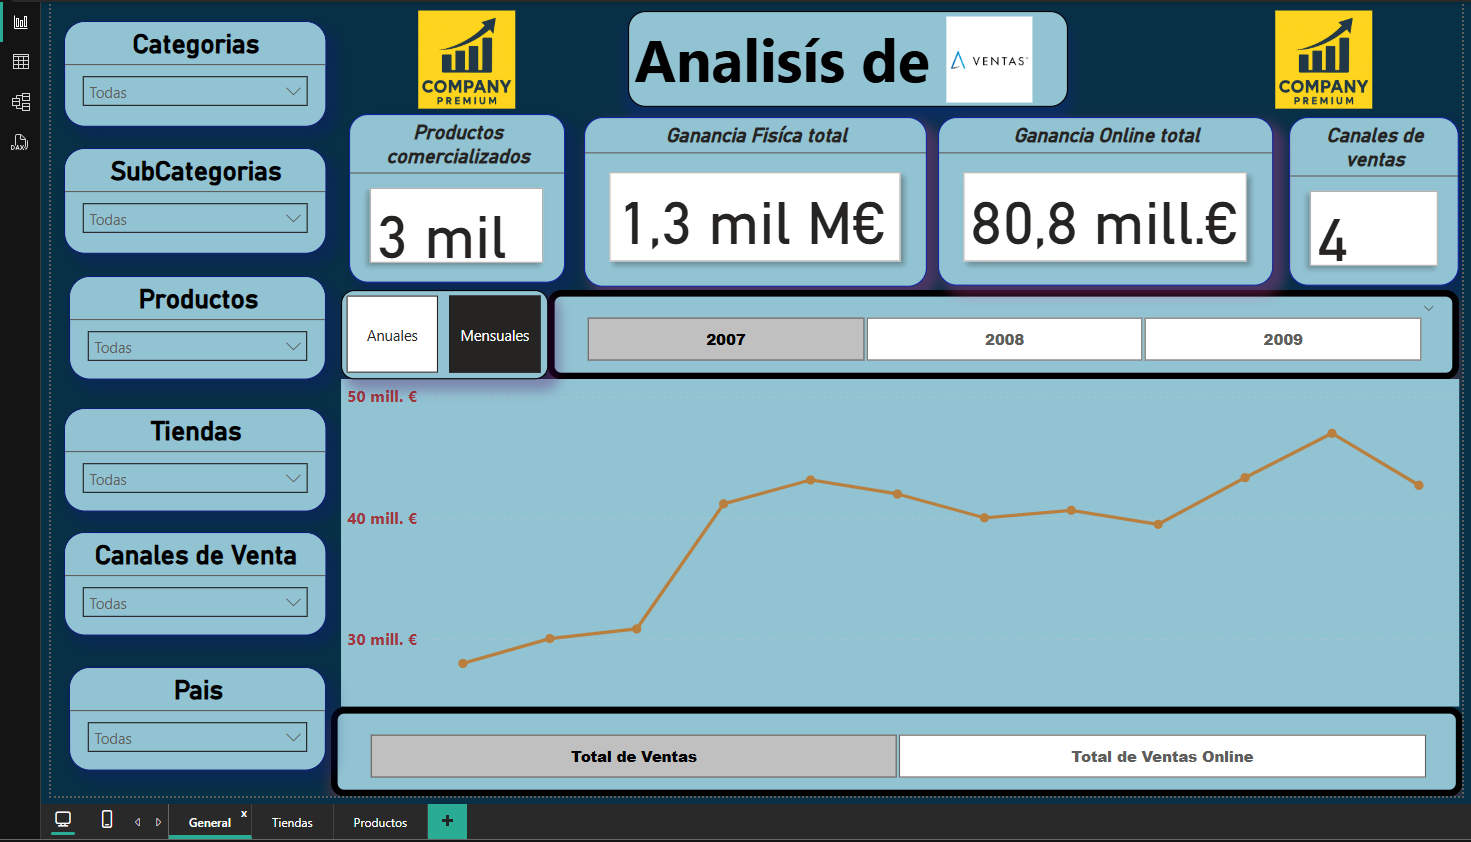 Categorias
Todas
SubCategorias
Todas
Productos
Todas
Tiendas
Todas
Canales de Venta
Todas
Pais
Todas
COMPANY
PREMIUM
Analisís de
VENTAS
COMPANY
PREMIUM
Productos
comercializados
3 mil
Ganancia Fisíca total
1,3 mil M€
Ganancia Online total
80,8 mill.€
Canales de
ventas
4
Anuales
Mensuales
2007
2008
2009
50 mill. €
40 mill. €
30 mill. €
Total de Ventas
Total de Ventas Online
General
x
Tiendas
Productos
+
DAX